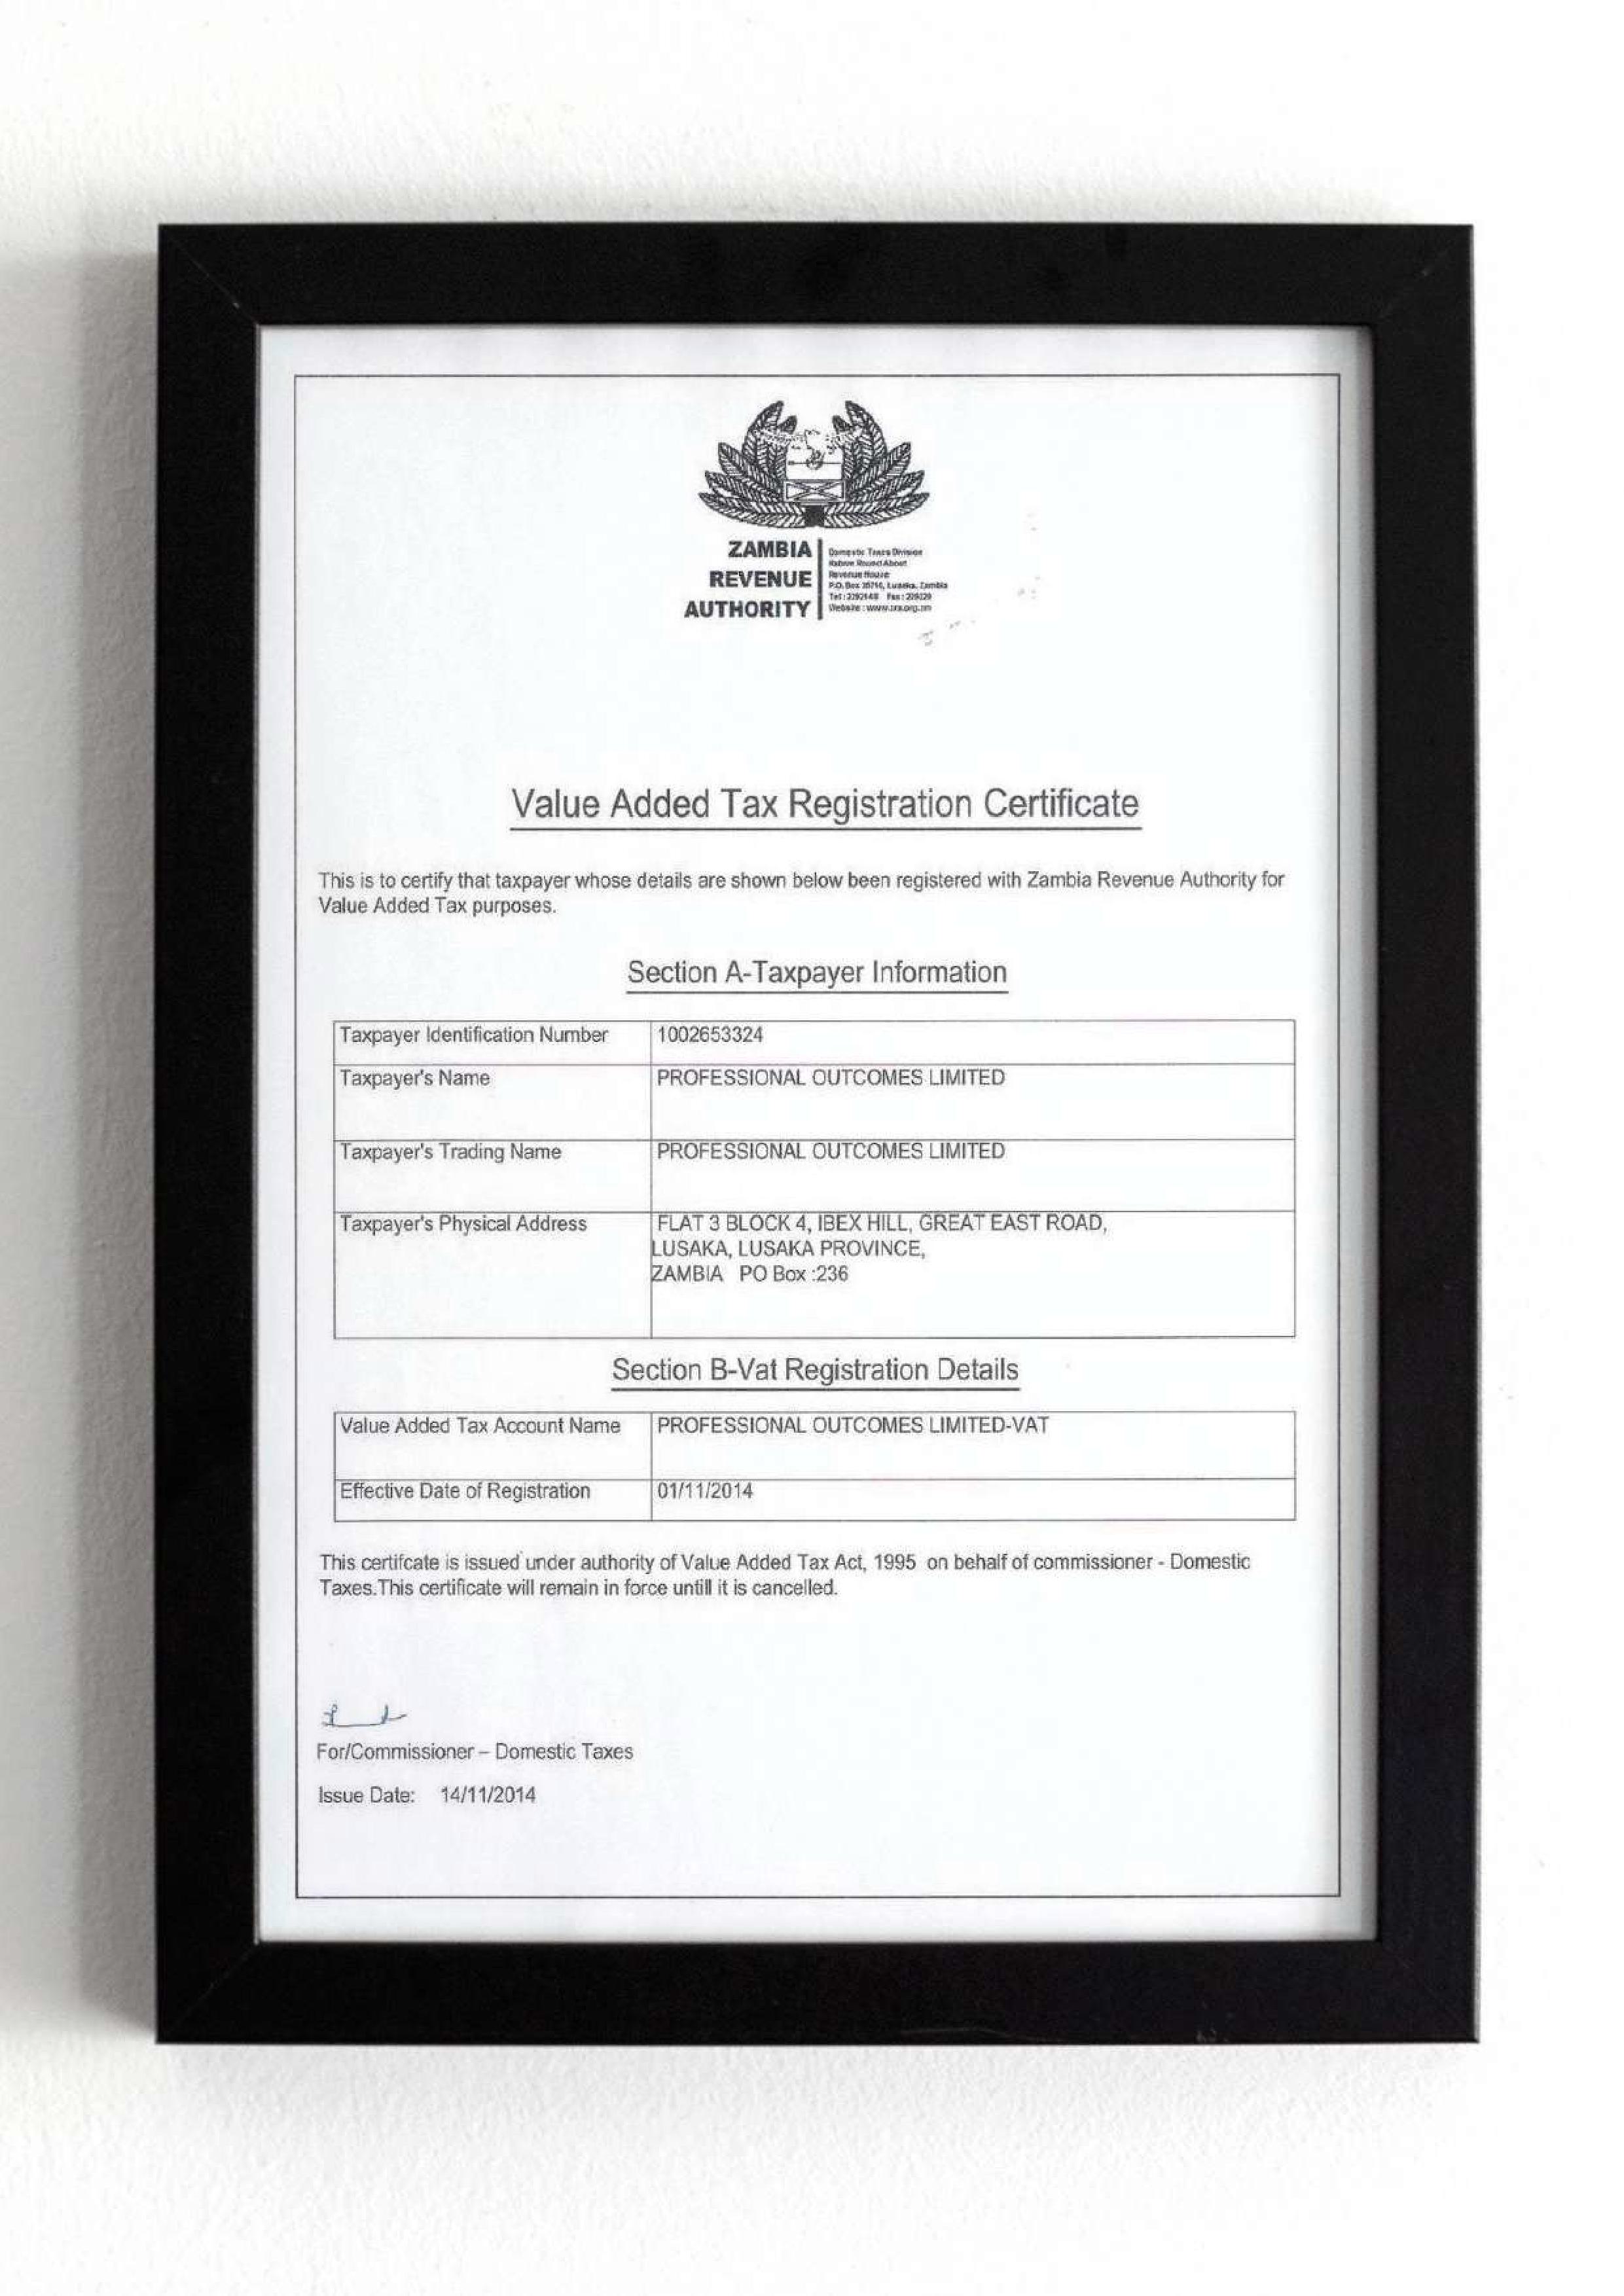 ZAMBIA
REVENUE
AUTHORITY
Domestic Taxes Division
Kabwe Round About
Revenue House
P.O. Box 35710, Lusaka, Zambia
Website : www.zra.org.zm
Value Added Tax Registration Certificate
This is to certify that taxpayer whose details are shown below been registered with Zambia Revenue Authority for
Value Added Tax purposes.
Section A-Taxpayer Information
Taxpayer Identification Number 1002653324
Taxpayer's Name PROFESSIONAL OUTCOMES LIMITED
Taxpayer's Trading Name PROFESSIONAL OUTCOMES LIMITED
Taxpayer's Physical Address FLAT 3 BLOCK 4, IBEX HILL, GREAT EAST ROAD,
LUSAKA, LUSAKA PROVINCE,
ZAMBIA PO Box :236
Section B-Vat Registration Details
Value Added Tax Account Name PROFESSIONAL OUTCOMES LIMITED-VAT
Effective Date of Registration 01/11/2014
This certifcate is issued under authority of Value Added Tax Act, 1995 on behalf of commissioner - Domestic
Taxes.This certificate will remain in force untill it is cancelled.
For/Commissioner – Domestic Taxes
Issue Date: 14/11/2014